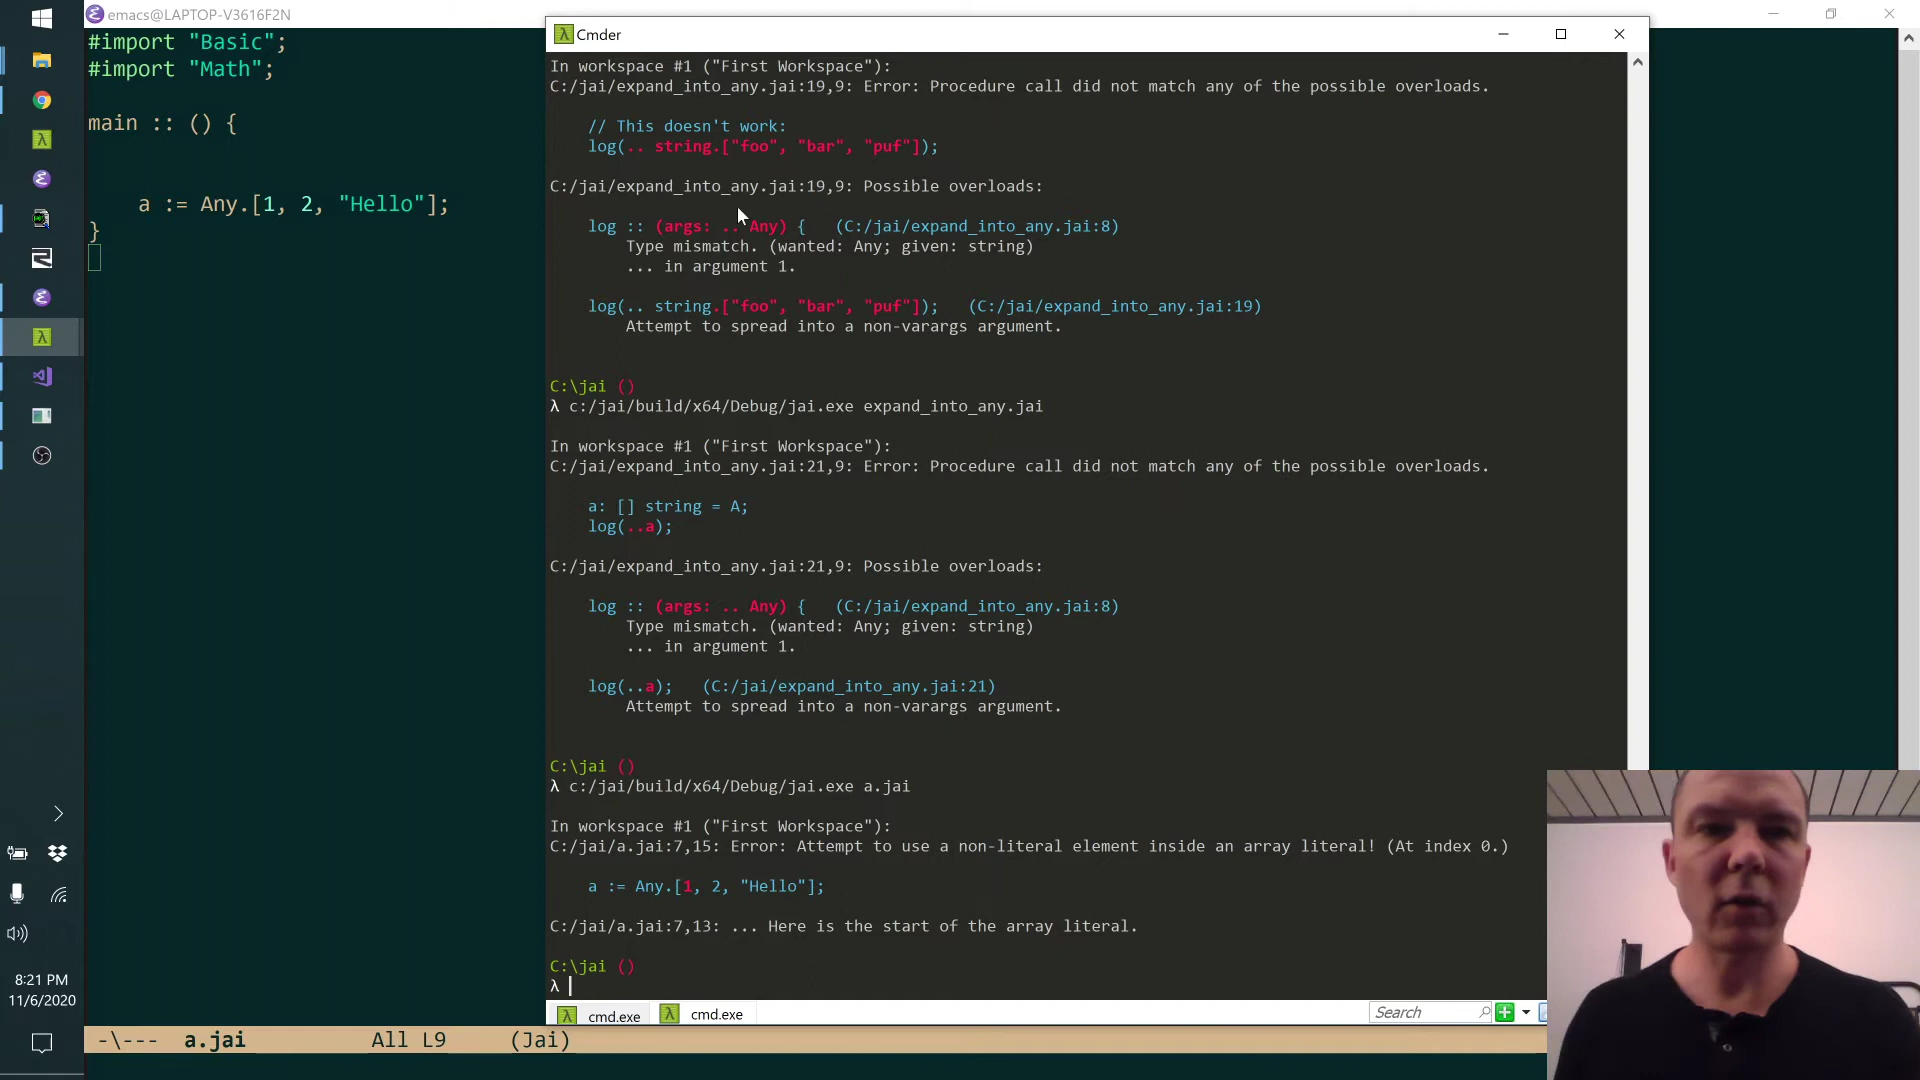 emacs@LAPTOP-V3616F2N
#import "Basic";
#import "Math";
main :: () {
a := Any.[1, 2, "Hello"];
}
-\--- a.jai All L9 (Jai)
Cmder
In workspace #1 ("First Workspace"):
C:/jai/expand_into_any.jai:19,9: Error: Procedure call did not match any of the possible overloads.
// This doesn't work:
log(.. string.["foo", "bar", "puf"]);
C:/jai/expand_into_any.jai:19,9: Possible overloads:
log :: (args: .. Any) { (C:/jai/expand_into_any.jai:8)
Type mismatch. (wanted: Any; given: string)
... in argument 1.
log(.. string.["foo", "bar", "puf"]); (C:/jai/expand_into_any.jai:19)
Attempt to spread into a non-varargs argument.
C:\jai ()
λ c:/jai/build/x64/Debug/jai.exe expand_into_any.jai
In workspace #1 ("First Workspace"):
C:/jai/expand_into_any.jai:21,9: Error: Procedure call did not match any of the possible overloads.
a: [] string = A;
log(..a);
C:/jai/expand_into_any.jai:21,9: Possible overloads:
log :: (args: .. Any) { (C:/jai/expand_into_any.jai:8)
Type mismatch. (wanted: Any; given: string)
... in argument 1.
log(..a); (C:/jai/expand_into_any.jai:21)
Attempt to spread into a non-varargs argument.
C:\jai ()
λ c:/jai/build/x64/Debug/jai.exe a.jai
In workspace #1 ("First Workspace"):
C:/jai/a.jai:7,15: Error: Attempt to use a non-literal element inside an array literal! (At index 0.)
a := Any.[1, 2, "Hello"];
C:/jai/a.jai:7,13: ... Here is the start of the array literal.
C:\jai ()
λ
cmd.exe
cmd.exe
Search
8:21 PM
11/6/2020